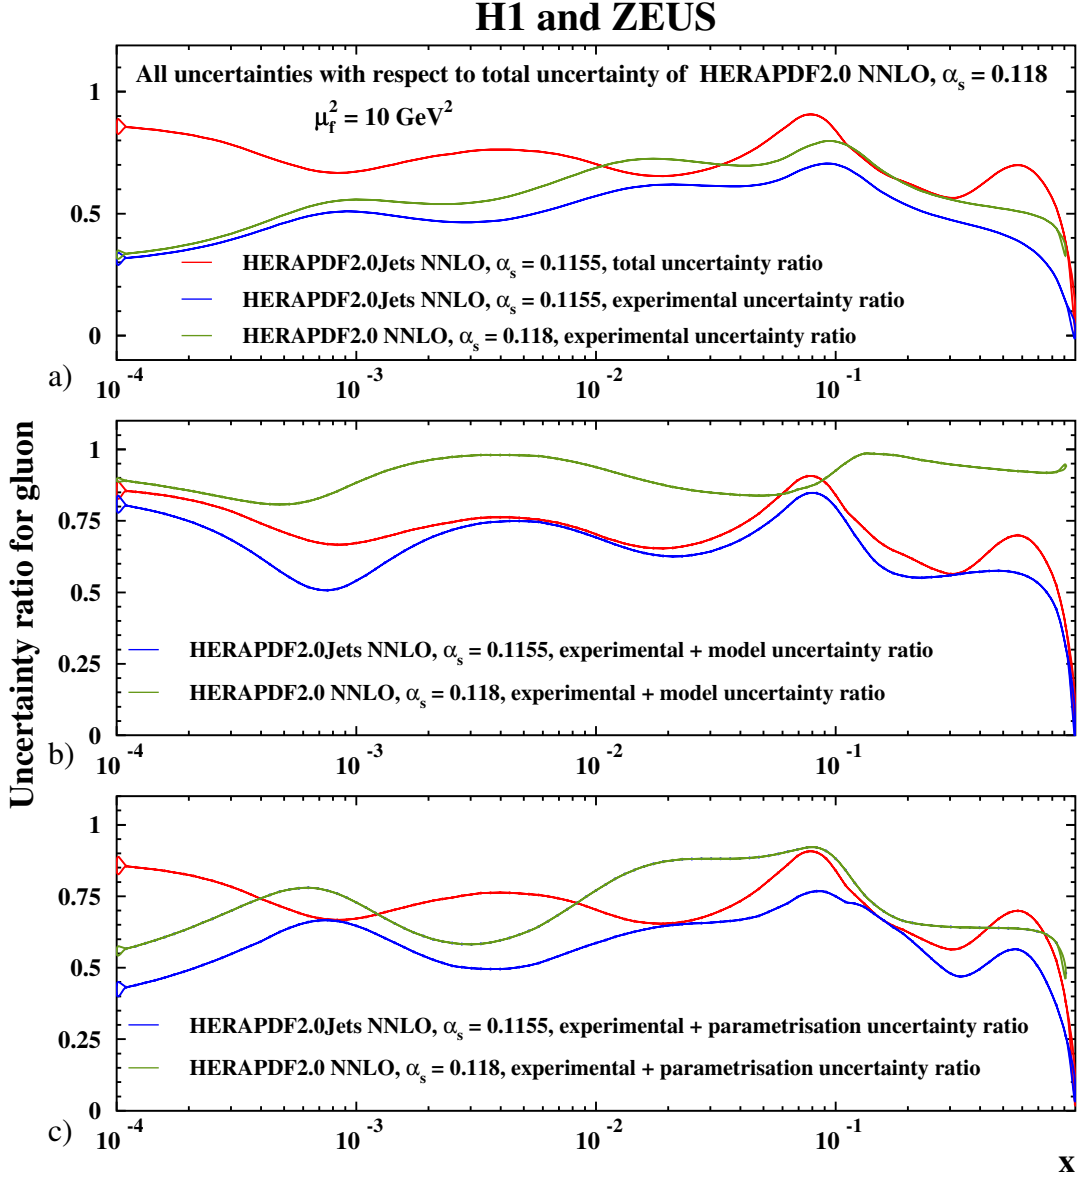 H1 and ZEUS
All uncertainties with respect to total uncertainty of HERAPDF2.0 NNLO, αs = 0.118
μf² = 10 GeV²
1
0.5
0
HERAPDF2.0Jets NNLO, αs = 0.1155, total uncertainty ratio
HERAPDF2.0Jets NNLO, αs = 0.1155, experimental uncertainty ratio
HERAPDF2.0 NNLO, αs = 0.118, experimental uncertainty ratio
a)
10⁻⁴ 10⁻³ 10⁻² 10⁻¹
Uncertainty ratio for gluon
1
0.75
0.5
0.25
0
HERAPDF2.0Jets NNLO, αs = 0.1155, experimental + model uncertainty ratio
HERAPDF2.0 NNLO, αs = 0.118, experimental + model uncertainty ratio
b)
10⁻⁴ 10⁻³ 10⁻² 10⁻¹
1
0.75
0.5
0.25
0
HERAPDF2.0Jets NNLO, αs = 0.1155, experimental + parametrisation uncertainty ratio
HERAPDF2.0 NNLO, αs = 0.118, experimental + parametrisation uncertainty ratio
c)
10⁻⁴ 10⁻³ 10⁻² 10⁻¹
x